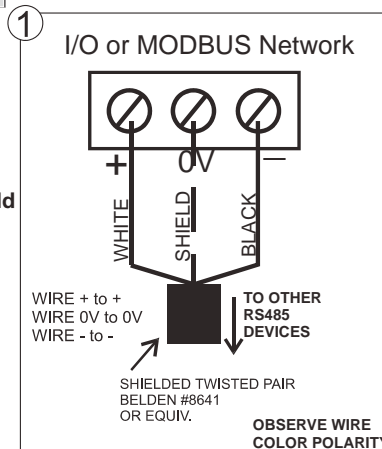 1
I/O or MODBUS Network
+ 0V −
WHITE
SHIELD
BLACK
WIRE + to +
WIRE 0V to 0V
WIRE - to -
TO OTHER
RS485
DEVICES
SHIELDED TWISTED PAIR
BELDEN #8641
OR EQUIV.
OBSERVE WIRE
COLOR POLARITY